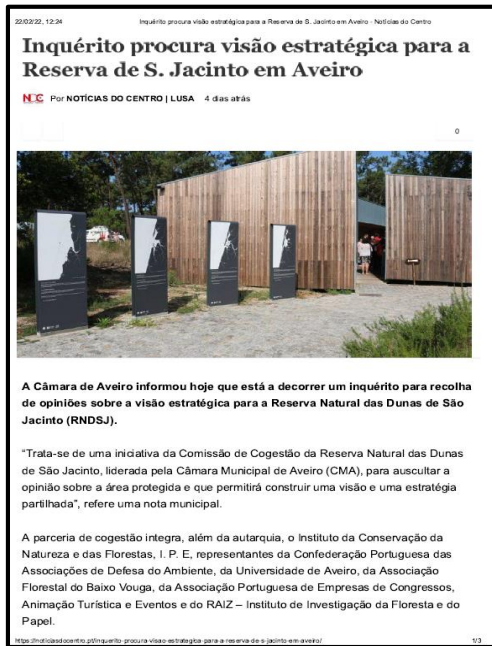 22/02/22, 12:24 Inquérito procura visão estratégica para a Reserva de S. Jacinto em Aveiro - Notícias do Centro
Inquérito procura visão estratégica para a
Reserva de S. Jacinto em Aveiro
NDC Por NOTÍCIAS DO CENTRO | LUSA 4 dias atrás
0
A Câmara de Aveiro informou hoje que está a decorrer um inquérito para recolha
de opiniões sobre a visão estratégica para a Reserva Natural das Dunas de São
Jacinto (RNDSJ).
“Trata-se de uma iniciativa da Comissão de Cogestão da Reserva Natural das Dunas
de São Jacinto, liderada pela Câmara Municipal de Aveiro (CMA), para auscultar a
opinião sobre a área protegida e que permitirá construir uma visão e uma estratégia
partilhada”, refere uma nota municipal.
A parceria de cogestão integra, além da autarquia, o Instituto da Conservação da
Natureza e das Florestas, I. P. E, representantes da Confederação Portuguesa das
Associações de Defesa do Ambiente, da Universidade de Aveiro, da Associação
Florestal do Baixo Vouga, da Associação Portuguesa de Empresas de Congressos,
Animação Turística e Eventos e do RAIZ – Instituto de Investigação da Floresta e do
Papel.
https://noticiasdocentro.pt/inquerito-procura-visao-estrategica-para-a-reserva-de-s-jacinto-em-aveiro/ 1/3